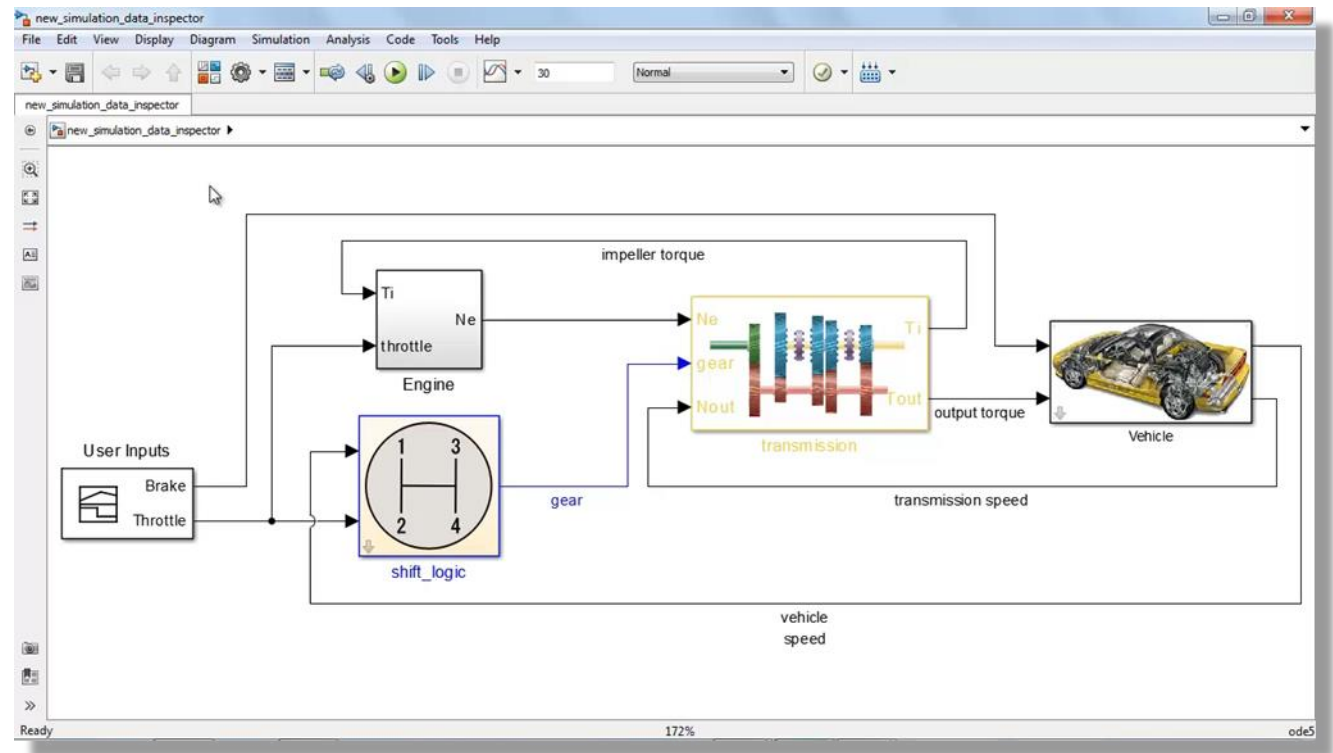 new_simulation_data_inspector
File Edit View Display Diagram Simulation Analysis Code Tools Help
30 Normal
new_simulation_data_inspector
new_simulation_data_inspector
impeller torque
Ti
Ne
throttle
Engine
Ne
Ti
gear
Nout
Tout
transmission
output torque
Vehicle
User Inputs
Brake
Throttle
1 3
2 4
shift_logic
gear
transmission speed
vehicle
speed
Ready 172% ode5